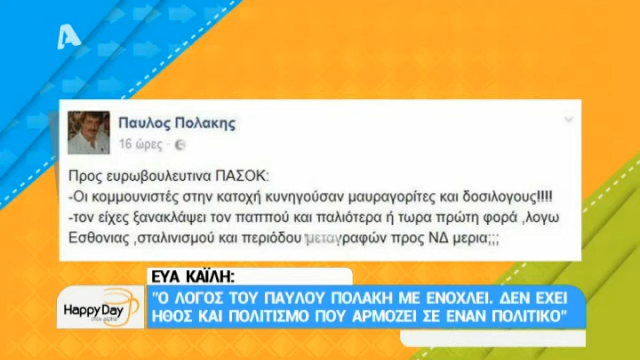 Παυλος Πολακης
16 ώρες
Προς ευρωβουλευτινα ΠΑΣΟΚ:
-Οι κομμουνιστές στην κατοχή κυνηγούσαν μαυραγορίτες και δοσιλογους!!!!
-τον είχες ξανακλάψει τον παππού και παλιότερα ή τωρα πρώτη φορά ,λογω
Εσθονιας ,σταλινισμού και περιόδου μεταγραφών προς ΝΔ μερια;;;
ΕΥΑ ΚΑΪΛΗ:
"Ο ΛΟΓΟΣ ΤΟΥ ΠΑΥΛΟΥ ΠΟΛΑΚΗ ΜΕ ΕΝΟΧΛΕΙ. ΔΕΝ ΕΧΕΙ
ΗΘΟΣ ΚΑΙ ΠΟΛΙΤΙΣΜΟ ΠΟΥ ΑΡΜΟΖΕΙ ΣΕ ΕΝΑΝ ΠΟΛΙΤΙΚΟ"
Happy Day